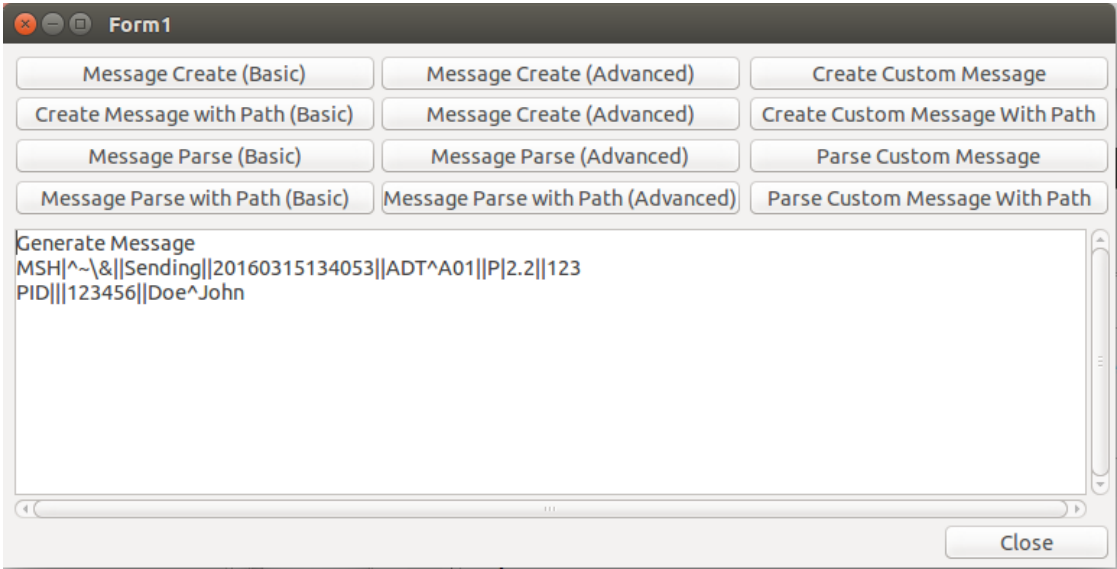 Form1
Message Create (Basic) Message Create (Advanced) Create Custom Message
Create Message with Path (Basic) Message Create (Advanced) Create Custom Message With Path
Message Parse (Basic) Message Parse (Advanced) Parse Custom Message
Message Parse with Path (Basic) Message Parse with Path (Advanced) Parse Custom Message With Path
Generate Message
MSH|^~\&||Sending||20160315134053||ADT^A01||P|2.2||123
PID|||123456||Doe^John
Close